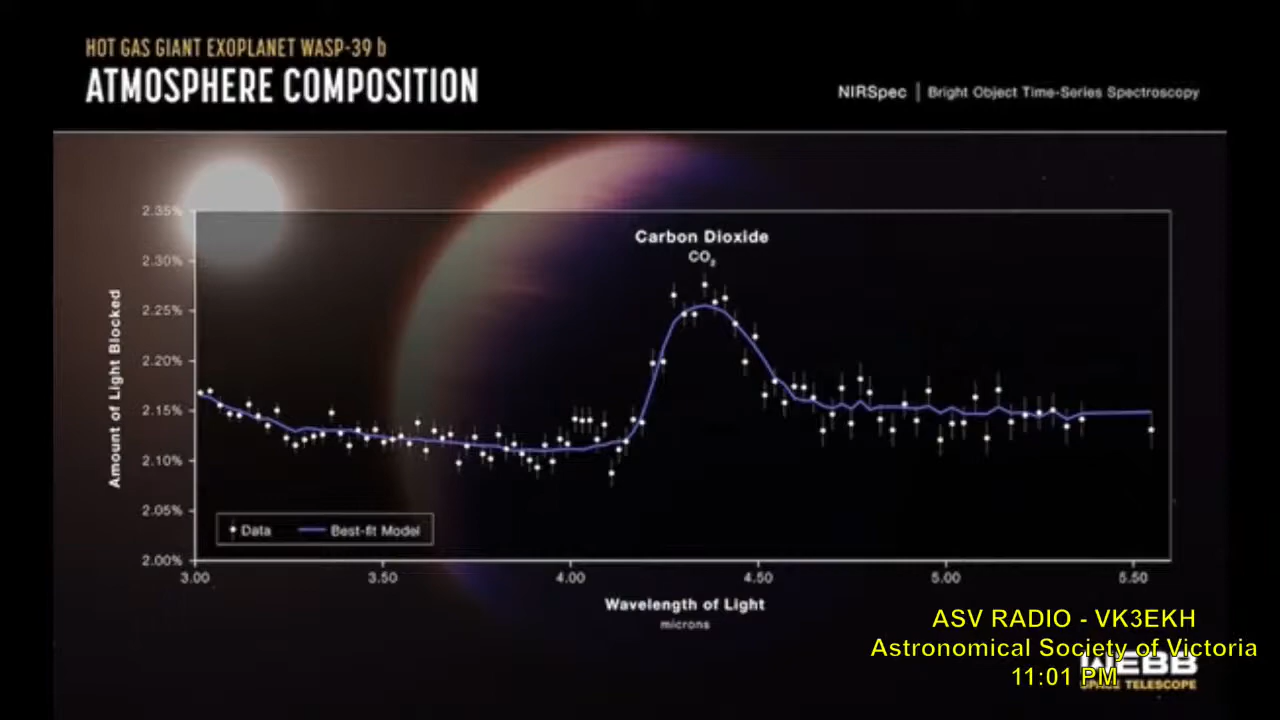 HOT GAS GIANT EXOPLANET WASP-39 b
ATMOSPHERE COMPOSITION
NIRSpec | Bright Object Time-Series Spectroscopy
2.35%
2.30%
2.25%
2.20%
2.15%
2.10%
2.05%
2.00%
Amount of Light Blocked
Carbon Dioxide
CO₂
Data Best-fit Model
3.00 3.50 4.00 4.50 5.00 5.50
Wavelength of Light
microns
ASV RADIO - VK3EKH
Astronomical Society of Victoria
WEBB
11:01 PM
SPACE TELESCOPE